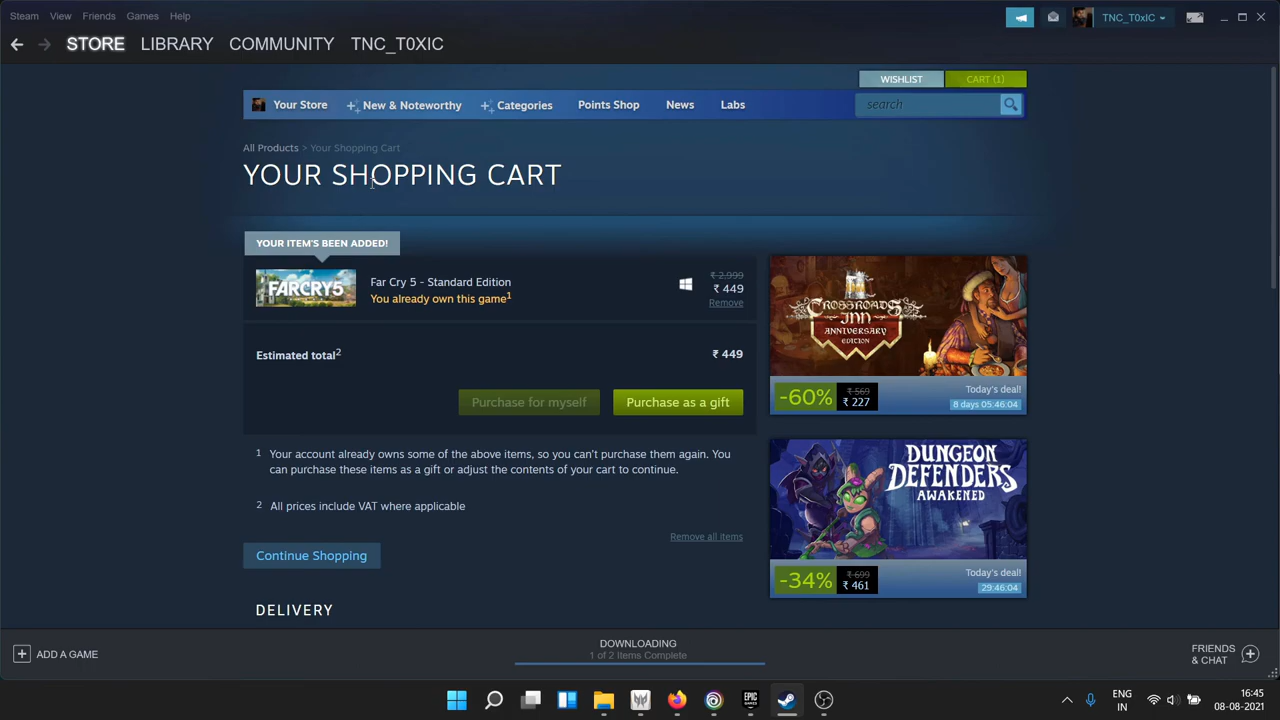 Steam View Friends Games Help
TNC_T0xIC
STORE LIBRARY COMMUNITY TNC_T0XIC
WISHLIST CART (1)
Your Store New & Noteworthy Categories Points Shop News Labs search
All Products > Your Shopping Cart
YOUR SHOPPING CART
YOUR ITEM'S BEEN ADDED!
FARCRY5
Far Cry 5 - Standard Edition
You already own this game1
₹ 2,999
₹ 449
Remove
Estimated total2
₹ 449
Purchase for myself Purchase as a gift
1 Your account already owns some of the above items, so you can't purchase them again. You
can purchase these items as a gift or adjust the contents of your cart to continue.
2 All prices include VAT where applicable
Remove all items
Continue Shopping
DELIVERY
CROSSROADS
INN
ANNIVERSARY
EDITION
-60%
₹ 569
₹ 227
Today's deal!
8 days 05:46:04
DUNGEON
DEFENDERS
AWAKENED
-34%
₹ 699
₹ 461
Today's deal!
29:46:04
ADD A GAME
DOWNLOADING
1 of 2 Items Complete
FRIENDS
& CHAT
EPIC
GAMES
ENG
IN
16:45
08-08-2021